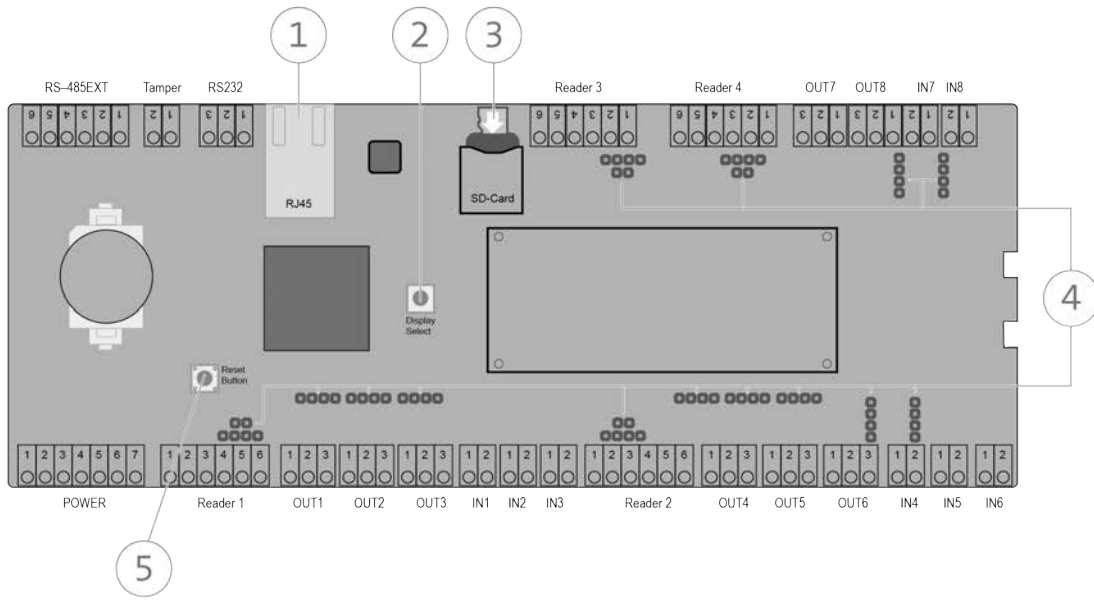 1 2 3
RS–485EXT Tamper RS232 Reader 3 Reader 4 OUT7 OUT8 IN7 IN8
6 5 4 3 2 1 2 1 3 2 1 6 5 4 3 2 1 6 5 4 3 2 1 3 2 1 3 2 1 2 1 2 1
RJ45 SD-Card
4
Display
Select
Reset
Button
1 2 3 4 5 6 7 1 2 3 4 5 6 1 2 3 1 2 3 1 2 3 1 2 1 2 1 2 1 2 3 4 5 6 1 2 3 1 2 3 1 2 3 1 2 1 2 1 2
POWER Reader 1 OUT1 OUT2 OUT3 IN1 IN2 IN3 Reader 2 OUT4 OUT5 OUT6 IN4 IN5 IN6
5